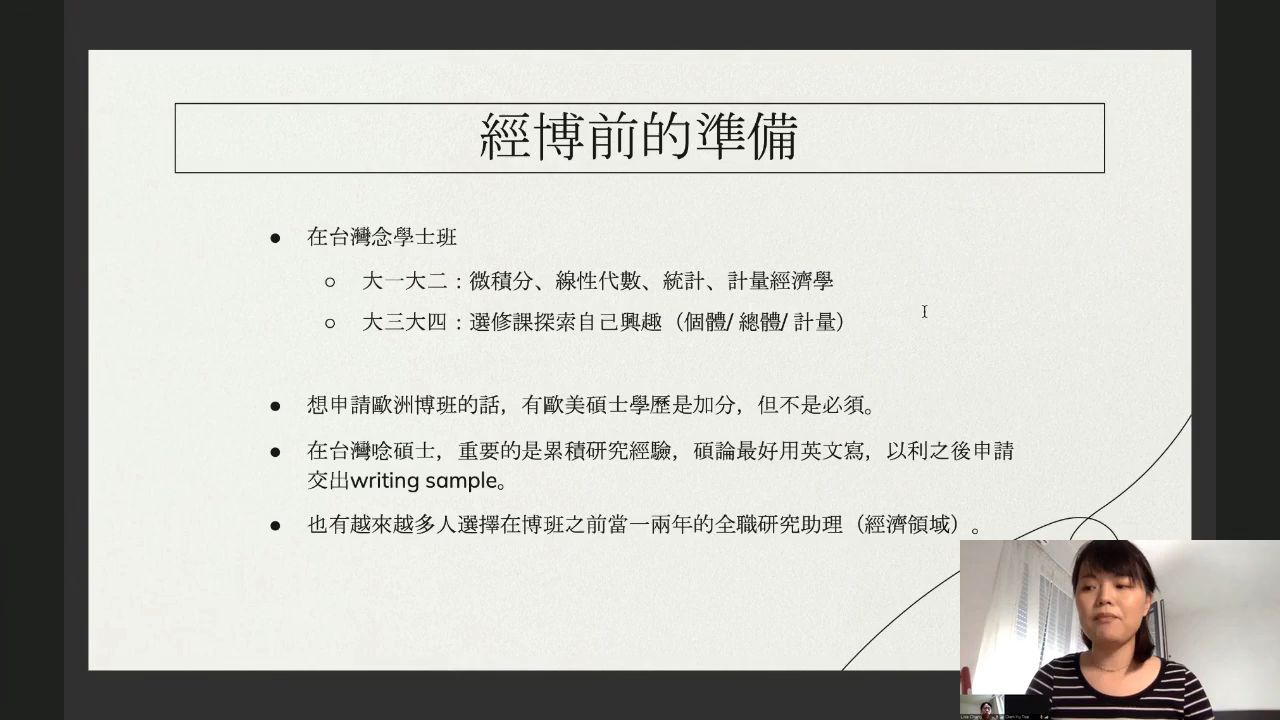 經博前的準備
● 在台灣念學士班
○ 大一大二：微積分、線性代數、統計、計量經濟學
○ 大三大四：選修課探索自己興趣（個體/ 總體/ 計量）
● 想申請歐洲博班的話，有歐美碩士學歷是加分，但不是必須。
● 在台灣唸碩士，重要的是累積研究經驗，碩論最好用英文寫，以利之後申請
交出writing sample。
● 也有越來越多人選擇在博班之前當一兩年的全職研究助理（經濟領域）。